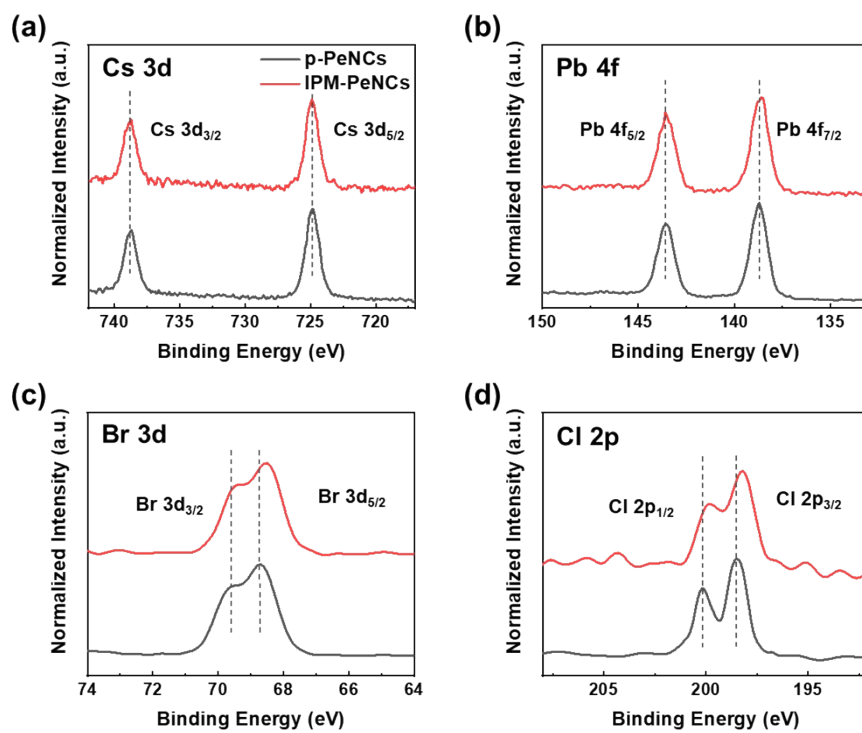 (a)
Cs 3d
p-PeNCs
IPM-PeNCs
Cs 3d3/2
Cs 3d5/2
Normalized Intensity (a.u.)
740 735 730 725 720
Binding Energy (eV)
(b)
Pb 4f
Pb 4f5/2
Pb 4f7/2
Normalized Intensity (a.u.)
150 145 140 135
Binding Energy (eV)
(c)
Br 3d
Br 3d3/2
Br 3d5/2
Normalized Intensity (a.u.)
74 72 70 68 66 64
Binding Energy (eV)
(d)
Cl 2p
Cl 2p1/2
Cl 2p3/2
Normalized Intensity (a.u.)
205 200 195
Binding Energy (eV)